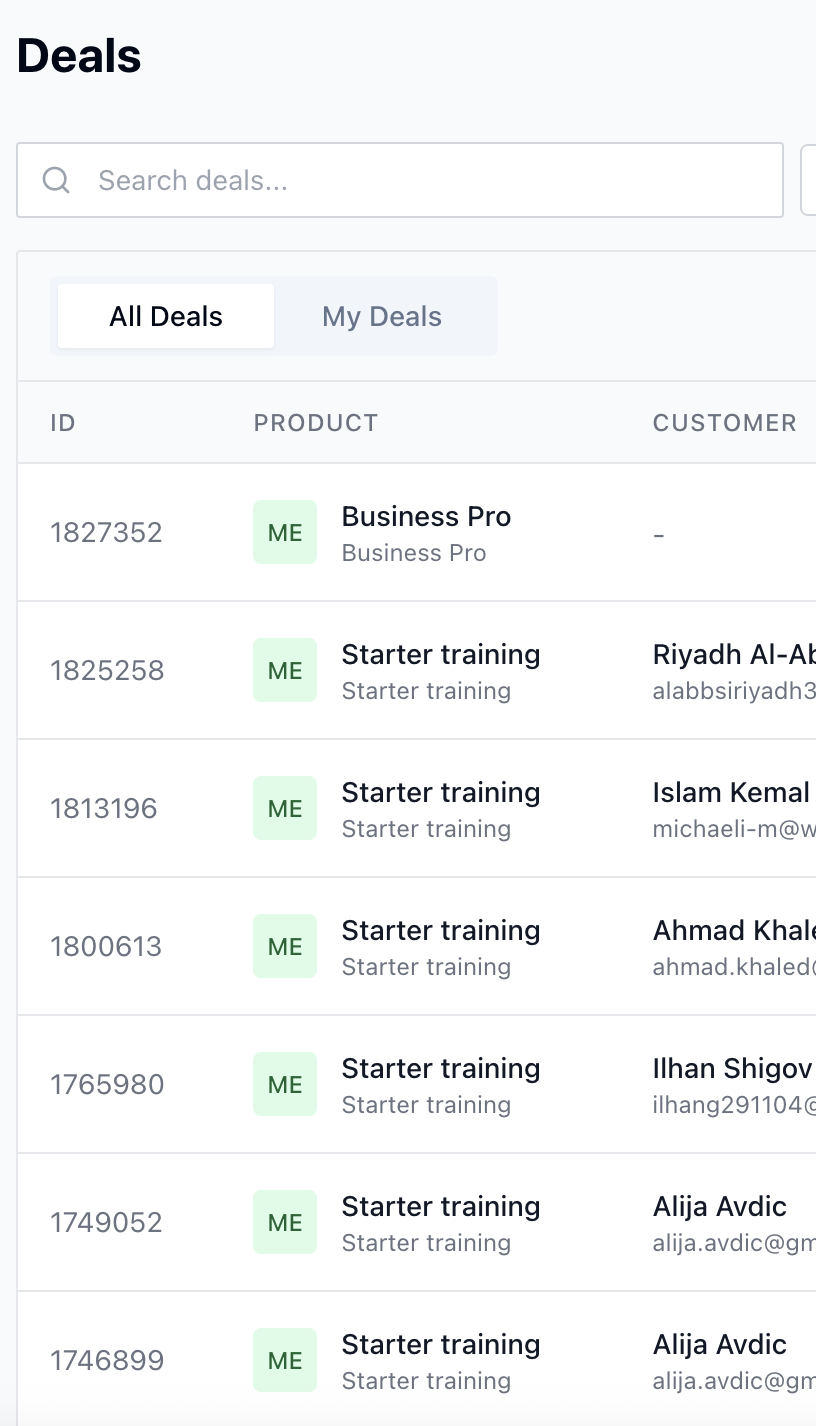 Deals
Search deals...
All Deals My Deals
ID PRODUCT CUSTOMER
1827352 ME Business Pro -
Business Pro
1825258 ME Starter training Riyadh Al-Ab
Starter training alabbsiriyadh3
1813196 ME Starter training Islam Kemal
Starter training michaeli-m@w
1800613 ME Starter training Ahmad Khale
Starter training ahmad.khaled@
1765980 ME Starter training Ilhan Shigov
Starter training ilhang291104@
1749052 ME Starter training Alija Avdic
Starter training alija.avdic@gm
1746899 ME Starter training Alija Avdic
Starter training alija.avdic@gm